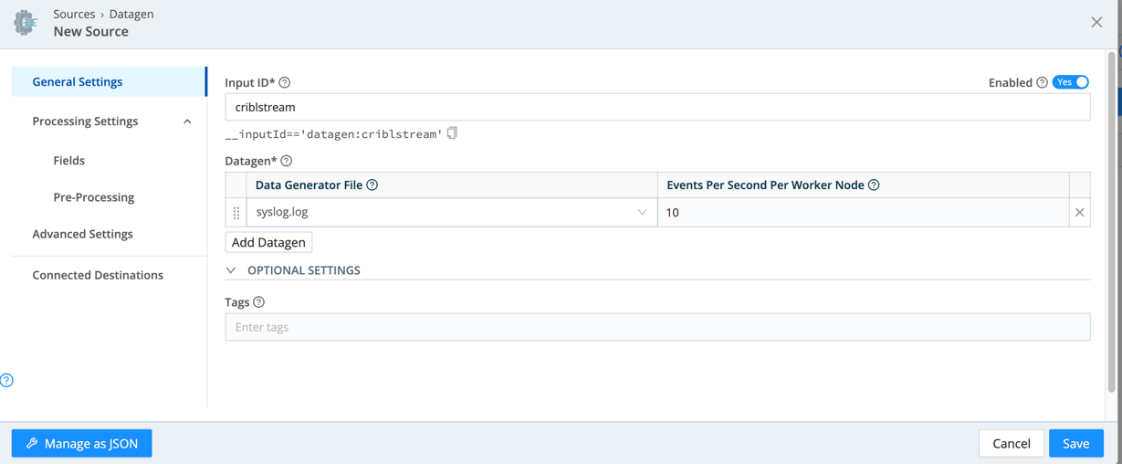 Sources › Datagen
New Source
General Settings
Processing Settings
Fields
Pre-Processing
Advanced Settings
Connected Destinations
Input ID*
Enabled
Yes
criblstream
__inputId=='datagen:criblstream'
Datagen*
Data Generator File
Events Per Second Per Worker Node
syslog.log
10
Add Datagen
OPTIONAL SETTINGS
Tags
Enter tags
Manage as JSON
Cancel
Save